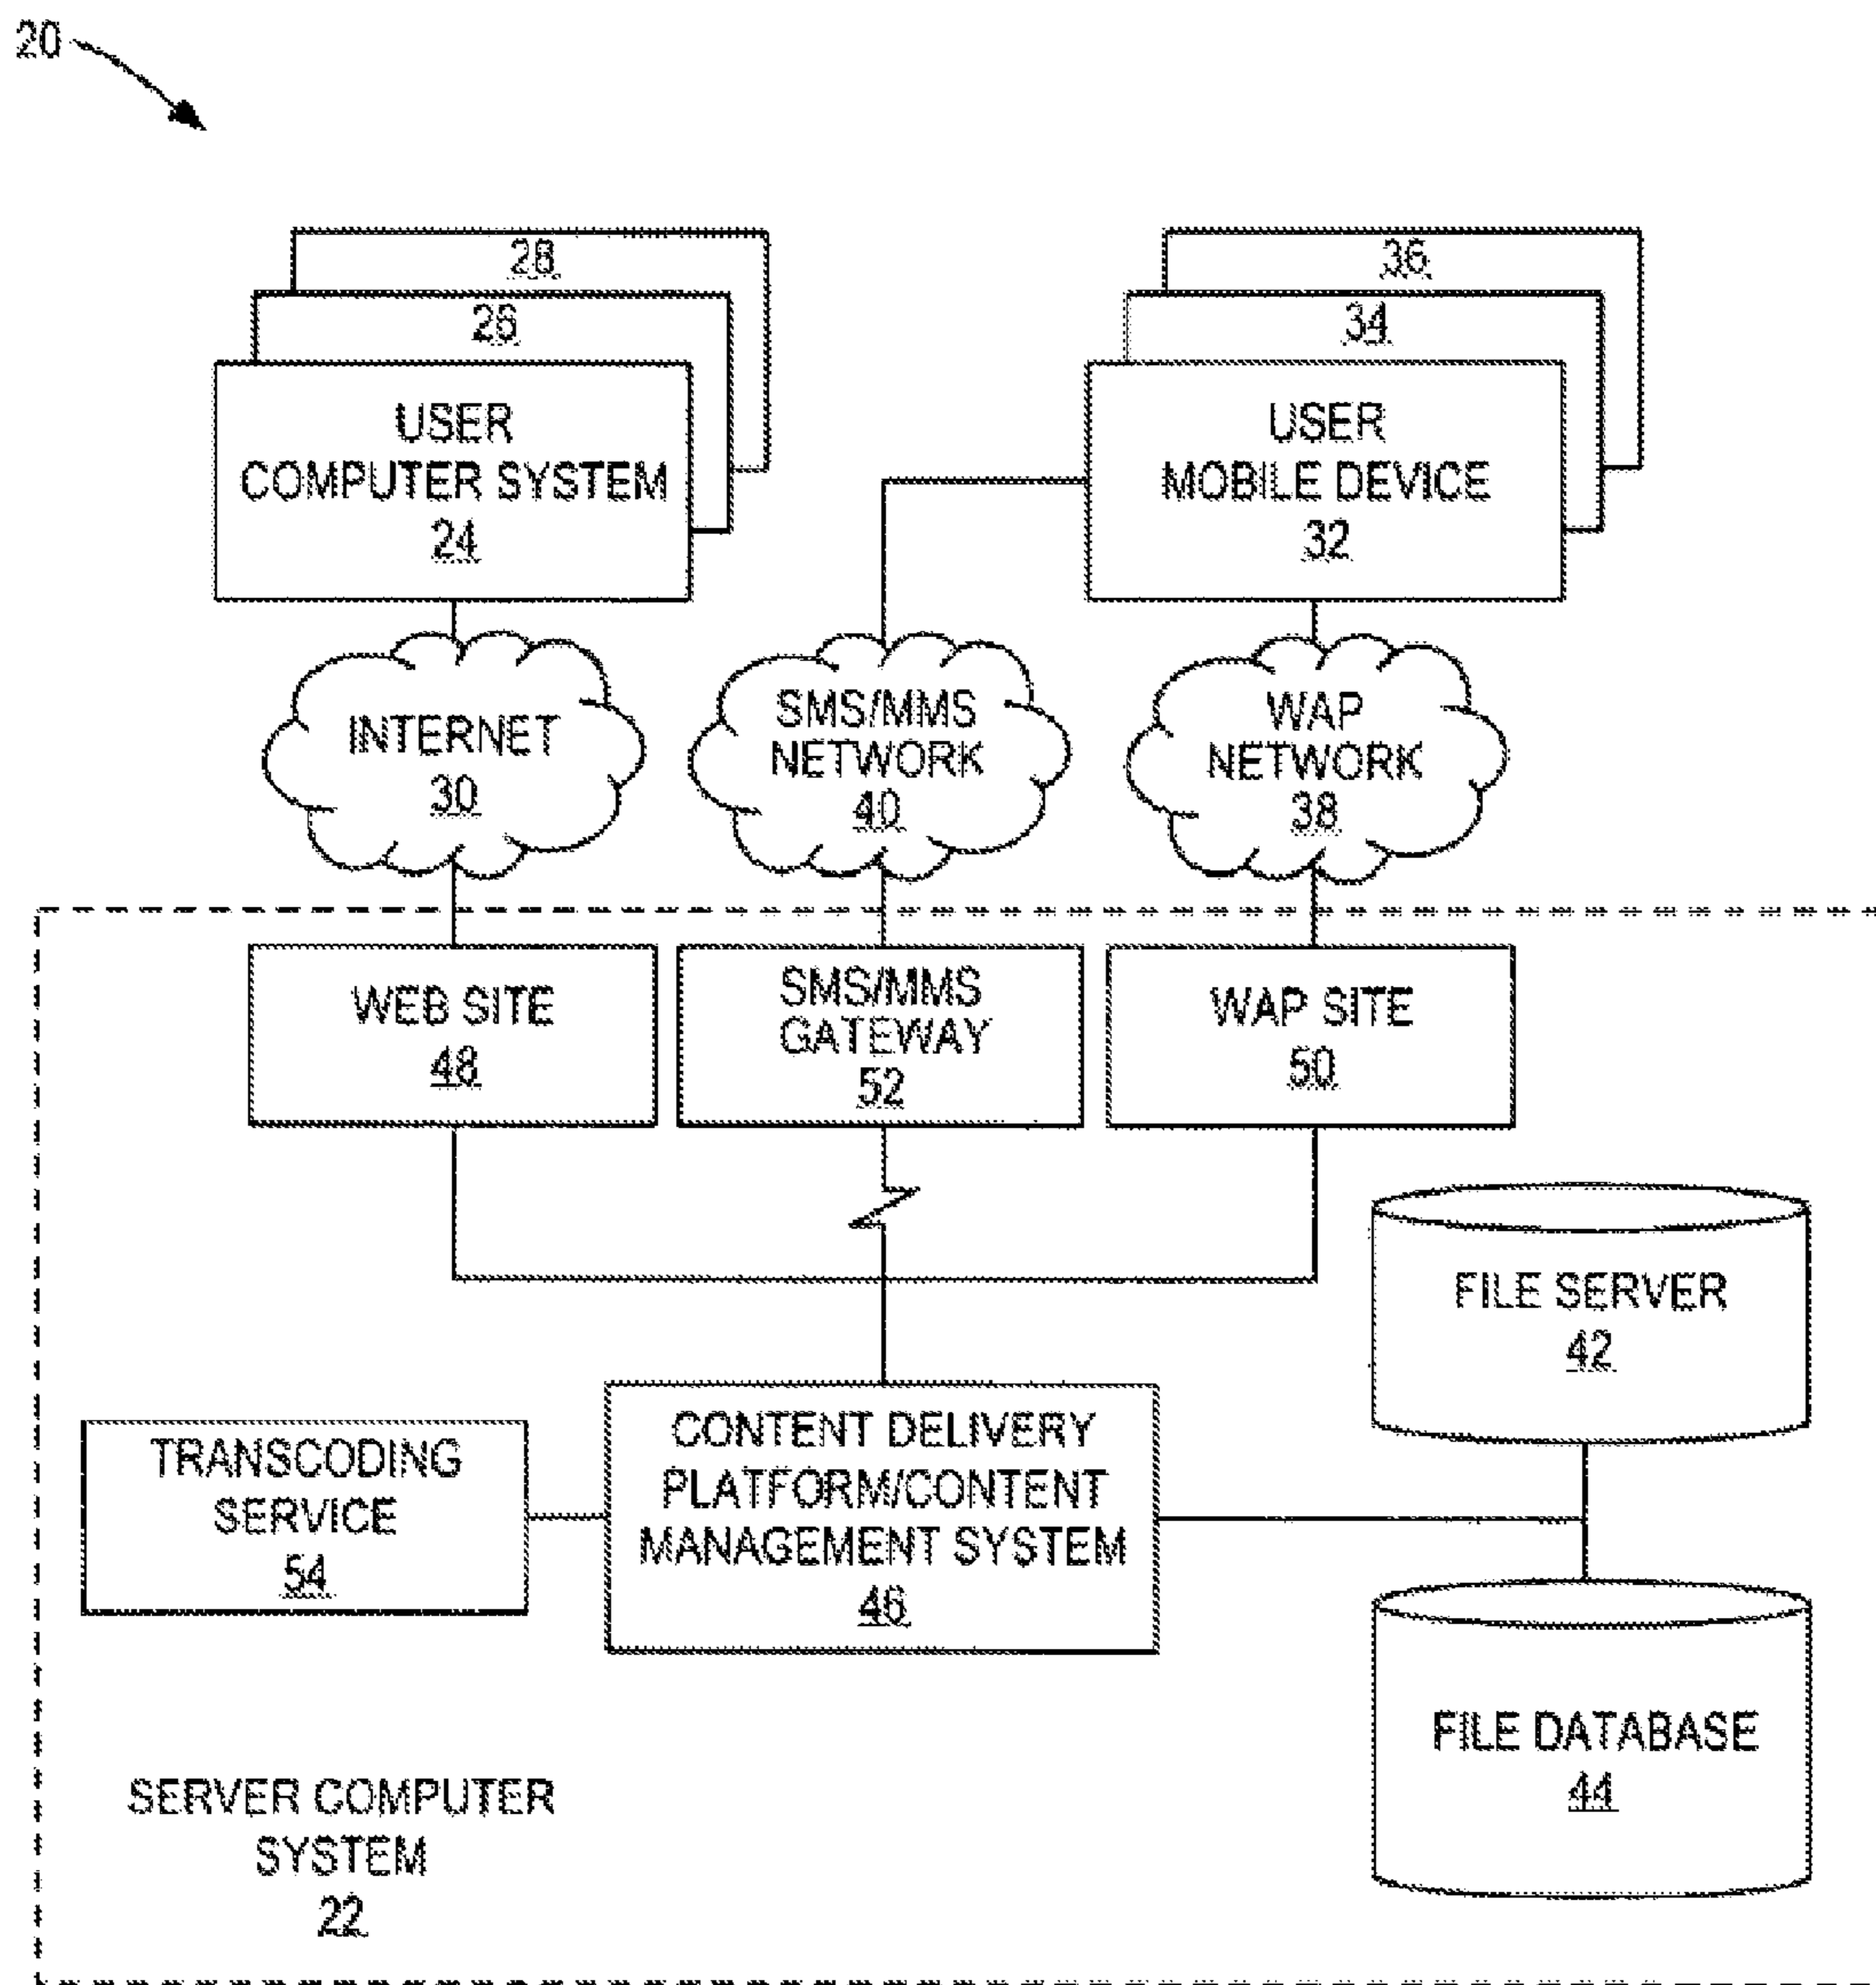 20
28
26
USER
COMPUTER SYSTEM
24
36
34
USER
MOBILE DEVICE
32
INTERNET
30
SMS/MMS
NETWORK
40
WAP
NETWORK
38
WEB SITE
48
SMS/MMS
GATEWAY
52
WAP SITE
50
FILE SERVER
42
TRANSCODING
SERVICE
54
CONTENT DELIVERY
PLATFORM/CONTENT
MANAGEMENT SYSTEM
46
FILE DATABASE
44
SERVER COMPUTER
SYSTEM
22